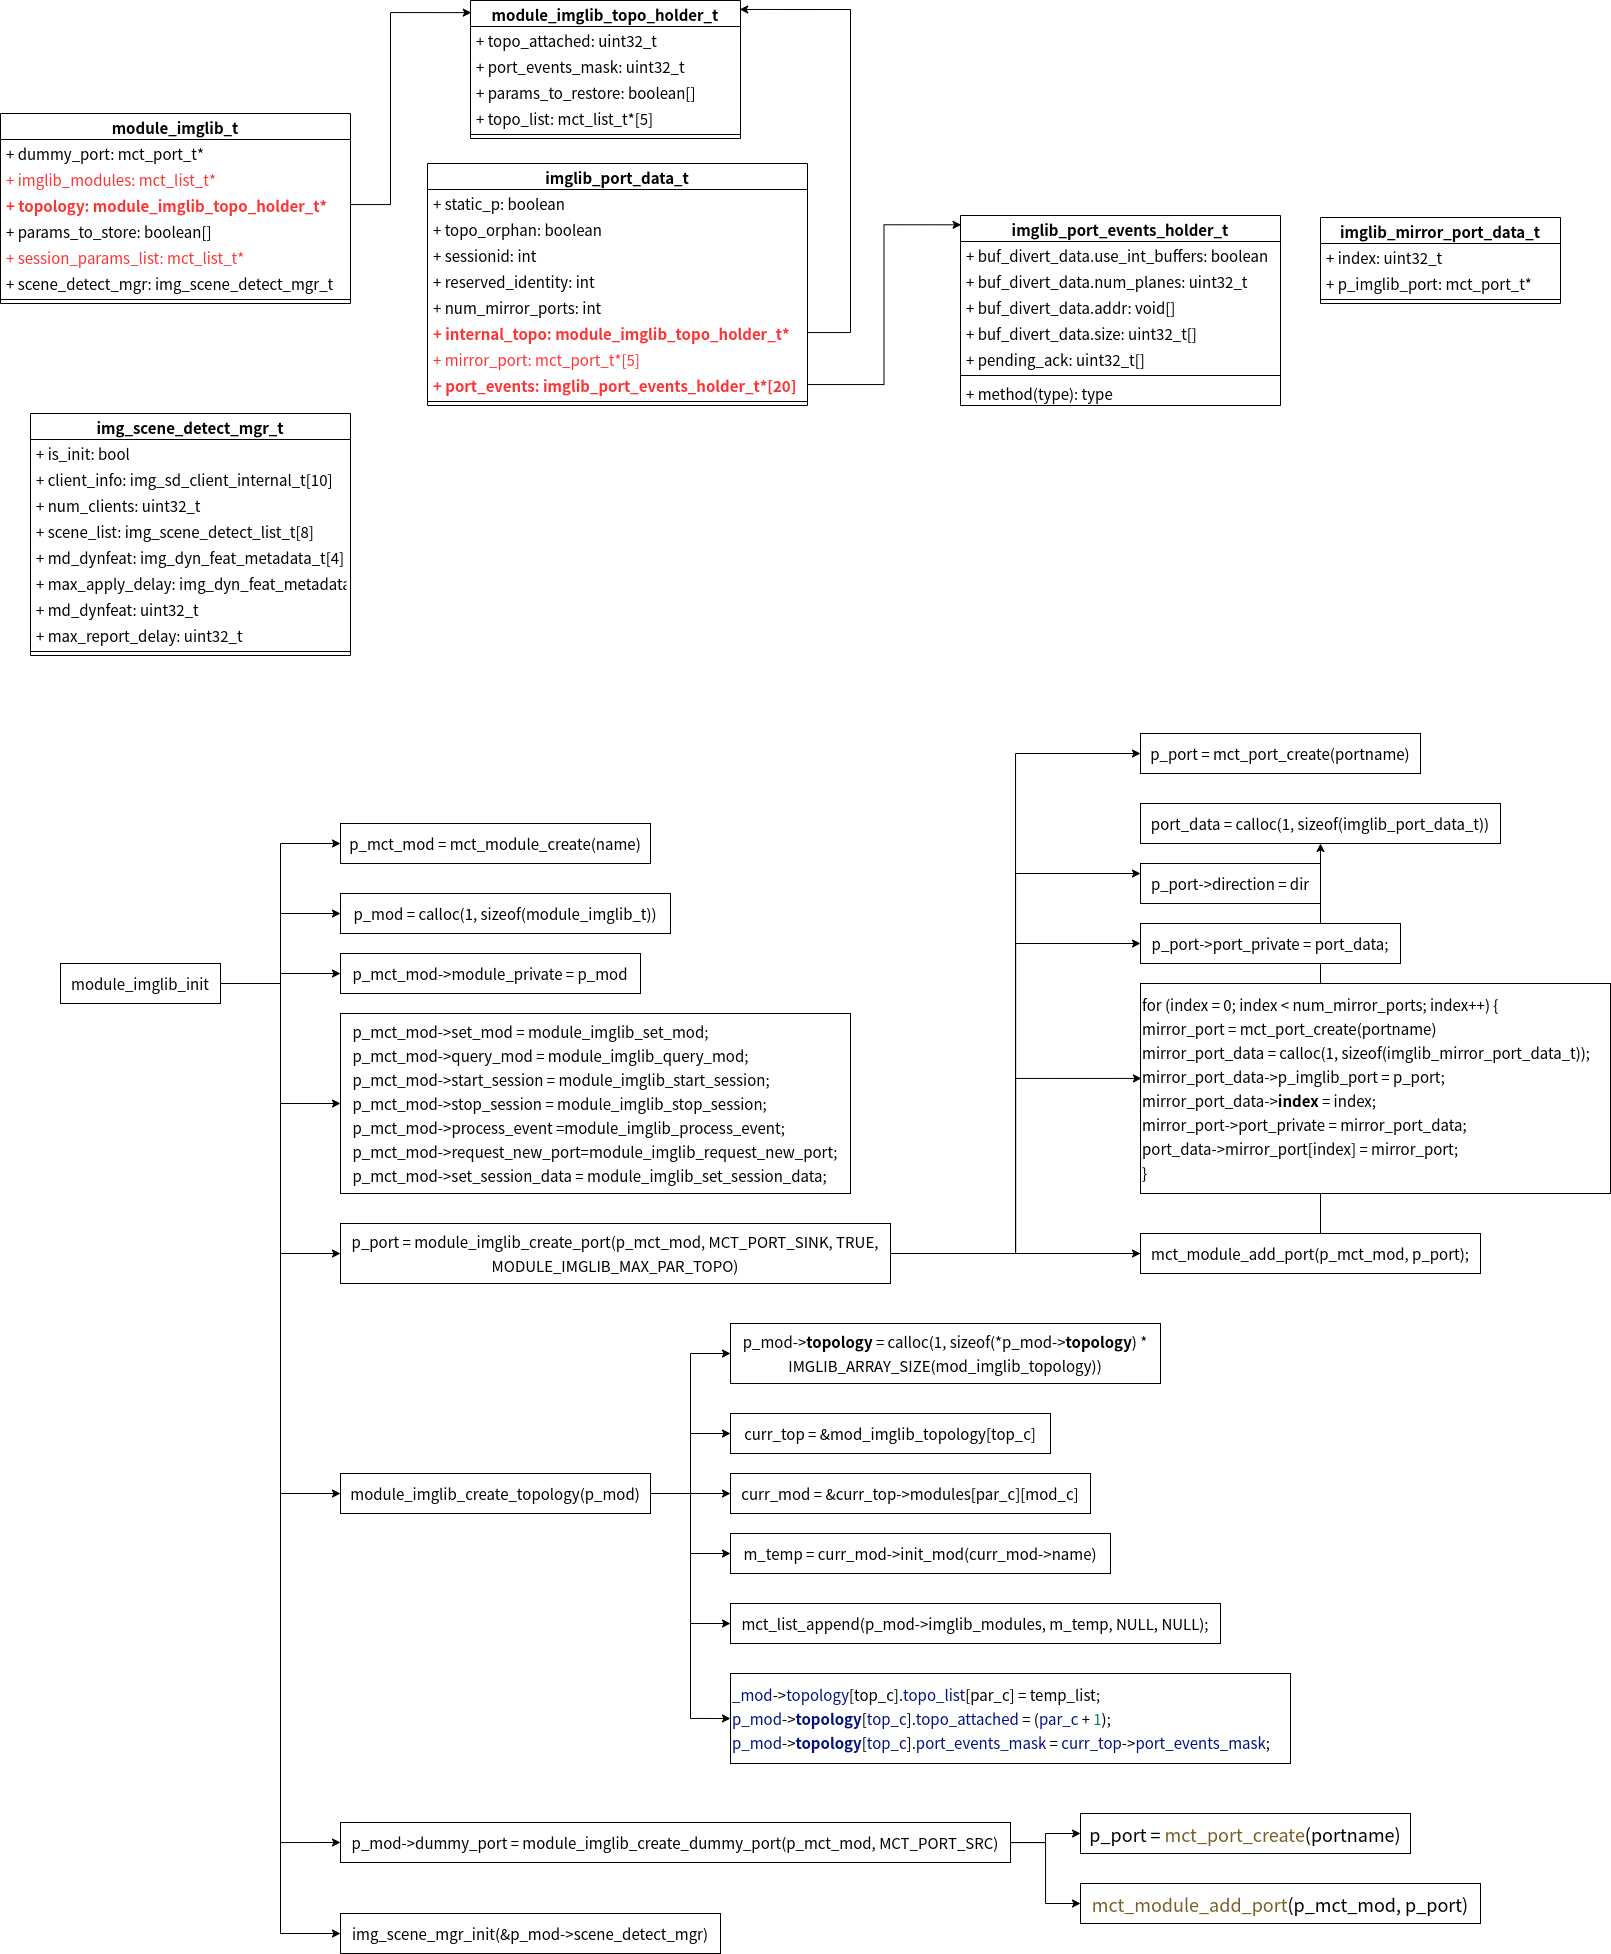 module_imglib_topo_holder_t
+ topo_attached: uint32_t
+ port_events_mask: uint32_t
+ params_to_restore: boolean[]
+ topo_list: mct_list_t*[5]
module_imglib_t
+ dummy_port: mct_port_t*
+ imglib_modules: mct_list_t*
+ topology: module_imglib_topo_holder_t*
+ params_to_store: boolean[]
+ session_params_list: mct_list_t*
+ scene_detect_mgr: img_scene_detect_mgr_t
imglib_port_data_t
+ static_p: boolean
+ topo_orphan: boolean
+ sessionid: int
+ reserved_identity: int
+ num_mirror_ports: int
+ internal_topo: module_imglib_topo_holder_t*
+ mirror_port: mct_port_t*[5]
+ port_events: imglib_port_events_holder_t*[20]
imglib_port_events_holder_t
+ buf_divert_data.use_int_buffers: boolean
+ buf_divert_data.num_planes: uint32_t
+ buf_divert_data.addr: void[]
+ buf_divert_data.size: uint32_t[]
+ pending_ack: uint32_t[]
+ method(type): type
imglib_mirror_port_data_t
+ index: uint32_t
+ p_imglib_port: mct_port_t*
img_scene_detect_mgr_t
+ is_init: bool
+ client_info: img_sd_client_internal_t[10]
+ num_clients: uint32_t
+ scene_list: img_scene_detect_list_t[8]
+ md_dynfeat: img_dyn_feat_metadata_t[4]
+ max_apply_delay: img_dyn_feat_metadata
+ md_dynfeat: uint32_t
+ max_report_delay: uint32_t
module_imglib_init
p_mct_mod = mct_module_create(name)
p_mod = calloc(1, sizeof(module_imglib_t))
p_mct_mod->module_private = p_mod
p_mct_mod->set_mod = module_imglib_set_mod;
p_mct_mod->query_mod = module_imglib_query_mod;
p_mct_mod->start_session = module_imglib_start_session;
p_mct_mod->stop_session = module_imglib_stop_session;
p_mct_mod->process_event =module_imglib_process_event;
p_mct_mod->request_new_port=module_imglib_request_new_port;
p_mct_mod->set_session_data = module_imglib_set_session_data;
p_port = module_imglib_create_port(p_mct_mod, MCT_PORT_SINK, TRUE,
MODULE_IMGLIB_MAX_PAR_TOPO)
p_port = mct_port_create(portname)
port_data = calloc(1, sizeof(imglib_port_data_t))
p_port->direction = dir
p_port->port_private = port_data;
for (index = 0; index < num_mirror_ports; index++) {
mirror_port = mct_port_create(portname)
mirror_port_data = calloc(1, sizeof(imglib_mirror_port_data_t));
mirror_port_data->p_imglib_port = p_port;
mirror_port_data->index = index;
mirror_port->port_private = mirror_port_data;
port_data->mirror_port[index] = mirror_port;
}
mct_module_add_port(p_mct_mod, p_port);
module_imglib_create_topology(p_mod)
p_mod->topology = calloc(1, sizeof(*p_mod->topology) *
IMGLIB_ARRAY_SIZE(mod_imglib_topology))
curr_top = &mod_imglib_topology[top_c]
curr_mod = &curr_top->modules[par_c][mod_c]
m_temp = curr_mod->init_mod(curr_mod->name)
mct_list_append(p_mod->imglib_modules, m_temp, NULL, NULL);
_mod->topology[top_c].topo_list[par_c] = temp_list;
p_mod->topology[top_c].topo_attached = (par_c + 1);
p_mod->topology[top_c].port_events_mask = curr_top->port_events_mask;
p_mod->dummy_port = module_imglib_create_dummy_port(p_mct_mod, MCT_PORT_SRC)
p_port = mct_port_create(portname)
mct_module_add_port(p_mct_mod, p_port)
img_scene_mgr_init(&p_mod->scene_detect_mgr)